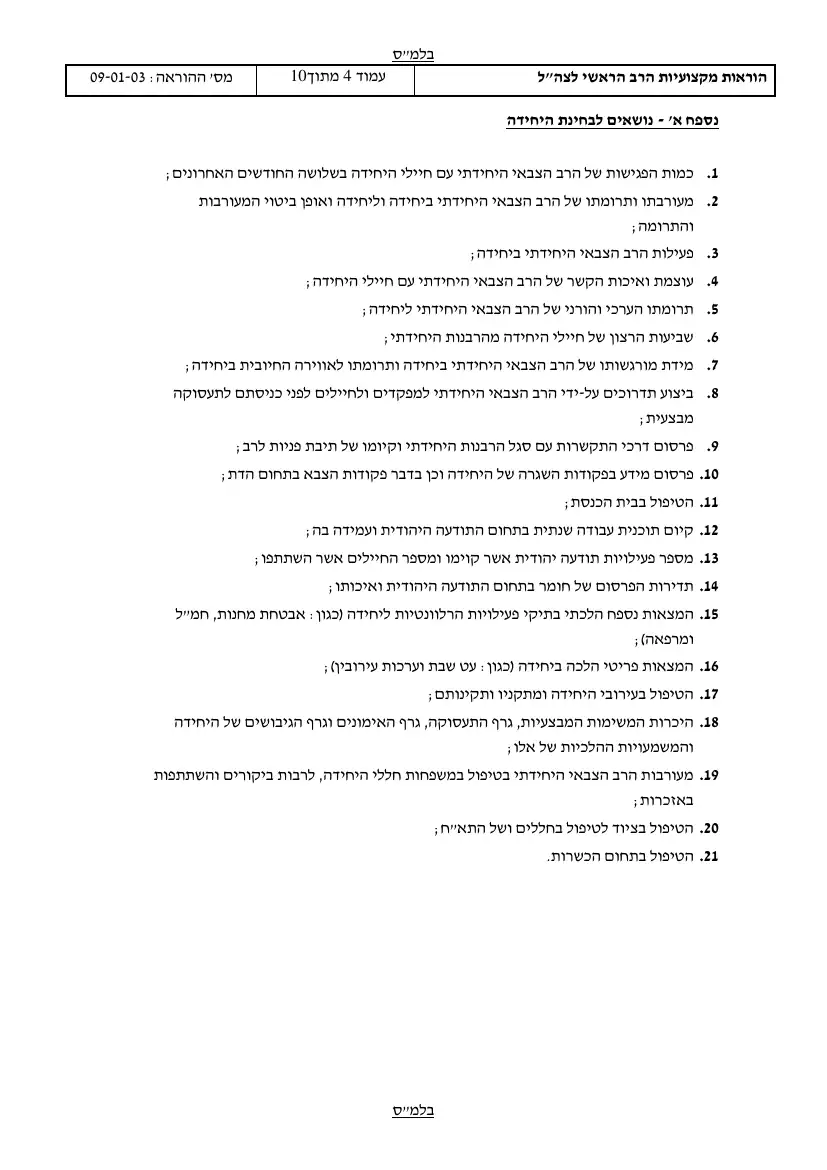 בלמ"ס
הוראות מקצועיות הרב הראשי לצה"ל עמוד 4 מתוך10 מס' ההוראה : 09-01-03
נספח א' - נושאים לבחינת היחידה
1. כמות הפגישות של הרב הצבאי היחידתי עם חיילי היחידה בשלושה החודשים האחרונים ;
2. מעורבתו ותרומתו של הרב הצבאי היחידתי ביחידה וליחידה ואופן ביטוי המעורבות
והתרומה ;
3. פעילות הרב הצבאי היחידתי ביחידה ;
4. עוצמת ואיכות הקשר של הרב הצבאי היחידתי עם חיילי היחידה ;
5. תרומתו הערכי והורני של הרב הצבאי היחידתי ליחידה ;
6. שביעות הרצון של חיילי היחידה מהרבנות היחידתי ;
7. מידת מורגשותו של הרב הצבאי היחידתי ביחידה ותרומתו לאווירה החיובית ביחידה ;
8. ביצוע תדרוכים על-ידי הרב הצבאי היחידתי למפקדים ולחיילים לפני כניסתם לתעסוקה
מבצעית ;
9. פרסום דרכי התקשרות עם סגל הרבנות היחידתי וקיומו של תיבת פניות לרב ;
10. פרסום מידע בפקודות השגרה של היחידה וכן בדבר פקודות הצבא בתחום הדת ;
11. הטיפול בבית הכנסת ;
12. קיום תוכנית עבודה שנתית בתחום התודעה היהודית ועמידה בה ;
13. מספר פעילויות תודעה יהודית אשר קוימו ומספר החיילים אשר השתתפו ;
14. תדירות הפרסום של חומר בתחום התודעה היהודית ואיכותו ;
15. המצאות נספח הלכתי בתיקי פעילויות הרלוונטיות ליחידה (כגון : אבטחת מחנות, חמ"ל
ומרפאה) ;
16. המצאות פריטי הלכה ביחידה (כגון : עט שבת וערכות עירובין) ;
17. הטיפול בעירובי היחידה ומתקניו ותקינותם ;
18. היכרות המשימות המבצעיות, גרף התעסוקה, גרף האימונים וגרף הגיבושים של היחידה
והמשמעויות ההלכיות של אלו ;
19. מעורבות הרב הצבאי היחידתי בטיפול במשפחות חללי היחידה, לרבות ביקורים והשתתפות
באזכרות ;
20. הטיפול בציוד לטיפול בחללים ושל התא"ח ;
21. הטיפול בתחום הכשרות.
בלמ"ס